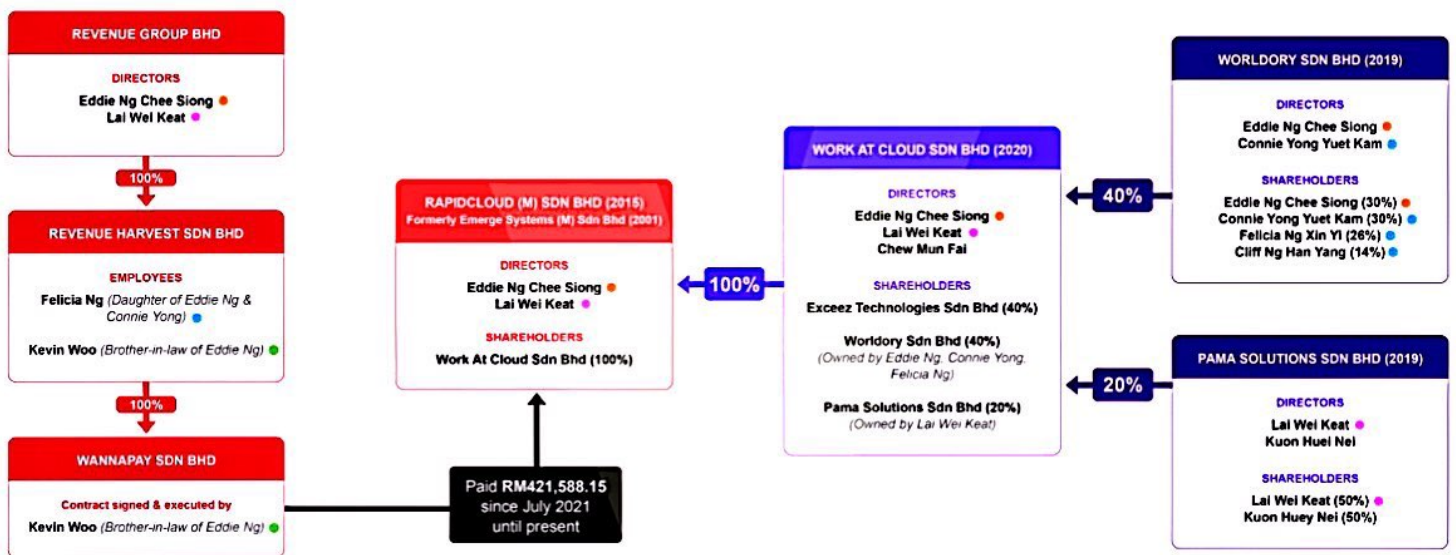 REVENUE GROUP BHD
DIRECTORS
Eddie Ng Chee Siong
Lai Wei Keat
100%
REVENUE HARVEST SDN BHD
EMPLOYEES
Felicia Ng (Daughter of Eddie Ng &
Connie Yong)
Kevin Woo (Brother-in-law of Eddie Ng)
100%
WANNAPAY SDN BHD
Contract signed & executed by
Kevin Woo (Brother-in-law of Eddie Ng)
Paid RM421,588.15
since July 2021
until present
RAPIDCLOUD (M) SDN BHD (2015)
Formerly Emerge Systems (M) Sdn Bhd (2001)
DIRECTORS
Eddie Ng Chee Siong
Lai Wei Keat
SHAREHOLDERS
Work At Cloud Sdn Bhd (100%)
100%
WORK AT CLOUD SDN BHD (2020)
DIRECTORS
Eddie Ng Chee Siong
Lai Wei Keat
Chew Mun Fai
SHAREHOLDERS
Exceez Technologies Sdn Bhd (40%)
Worldory Sdn Bhd (40%)
(Owned by Eddie Ng, Connie Yong,
Felicia Ng)
Pama Solutions Sdn Bhd (20%)
(Owned by Lai Wei Keat)
40%
WORLDORY SDN BHD (2019)
DIRECTORS
Eddie Ng Chee Siong
Connie Yong Yuet Kam
SHAREHOLDERS
Eddie Ng Chee Siong (30%)
Connie Yong Yuet Kam (30%)
Felicia Ng Xin Yi (26%)
Cliff Ng Han Yang (14%)
20%
PAMA SOLUTIONS SDN BHD (2019)
DIRECTORS
Lai Wei Keat
Kuon Huei Nei
SHAREHOLDERS
Lai Wei Keat (50%)
Kuon Huey Nei (50%)